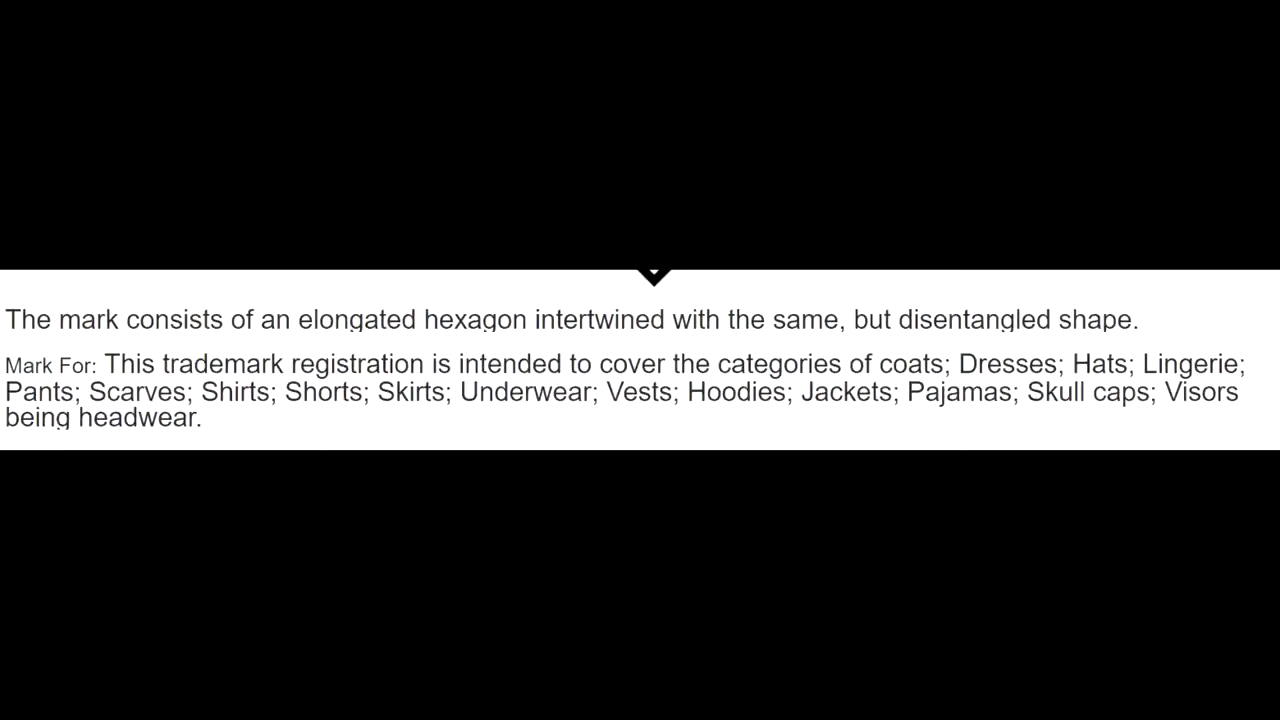 The mark consists of an elongated hexagon intertwined with the same, but disentangled shape.
Mark For: This trademark registration is intended to cover the categories of coats; Dresses; Hats; Lingerie;
Pants; Scarves; Shirts; Shorts; Skirts; Underwear; Vests; Hoodies; Jackets; Pajamas; Skull caps; Visors
being headwear.